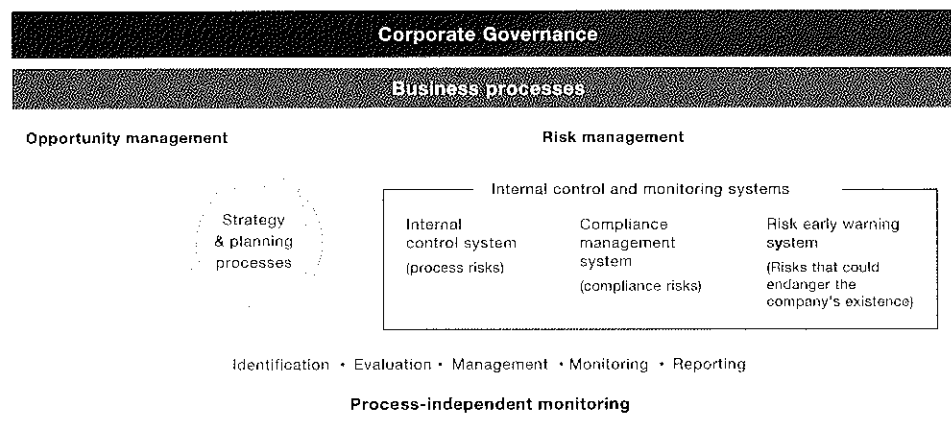 Corporate Governance
Business processes
Opportunity management
Risk management
Strategy
& planning
processes
Internal control and monitoring systems
Internal
control system
(process risks)
Compliance
management
system
(compliance risks)
Risk early warning
system
(Risks that could
endanger the
company's existence)
Identification • Evaluation • Management • Monitoring • Reporting
Process-independent monitoring